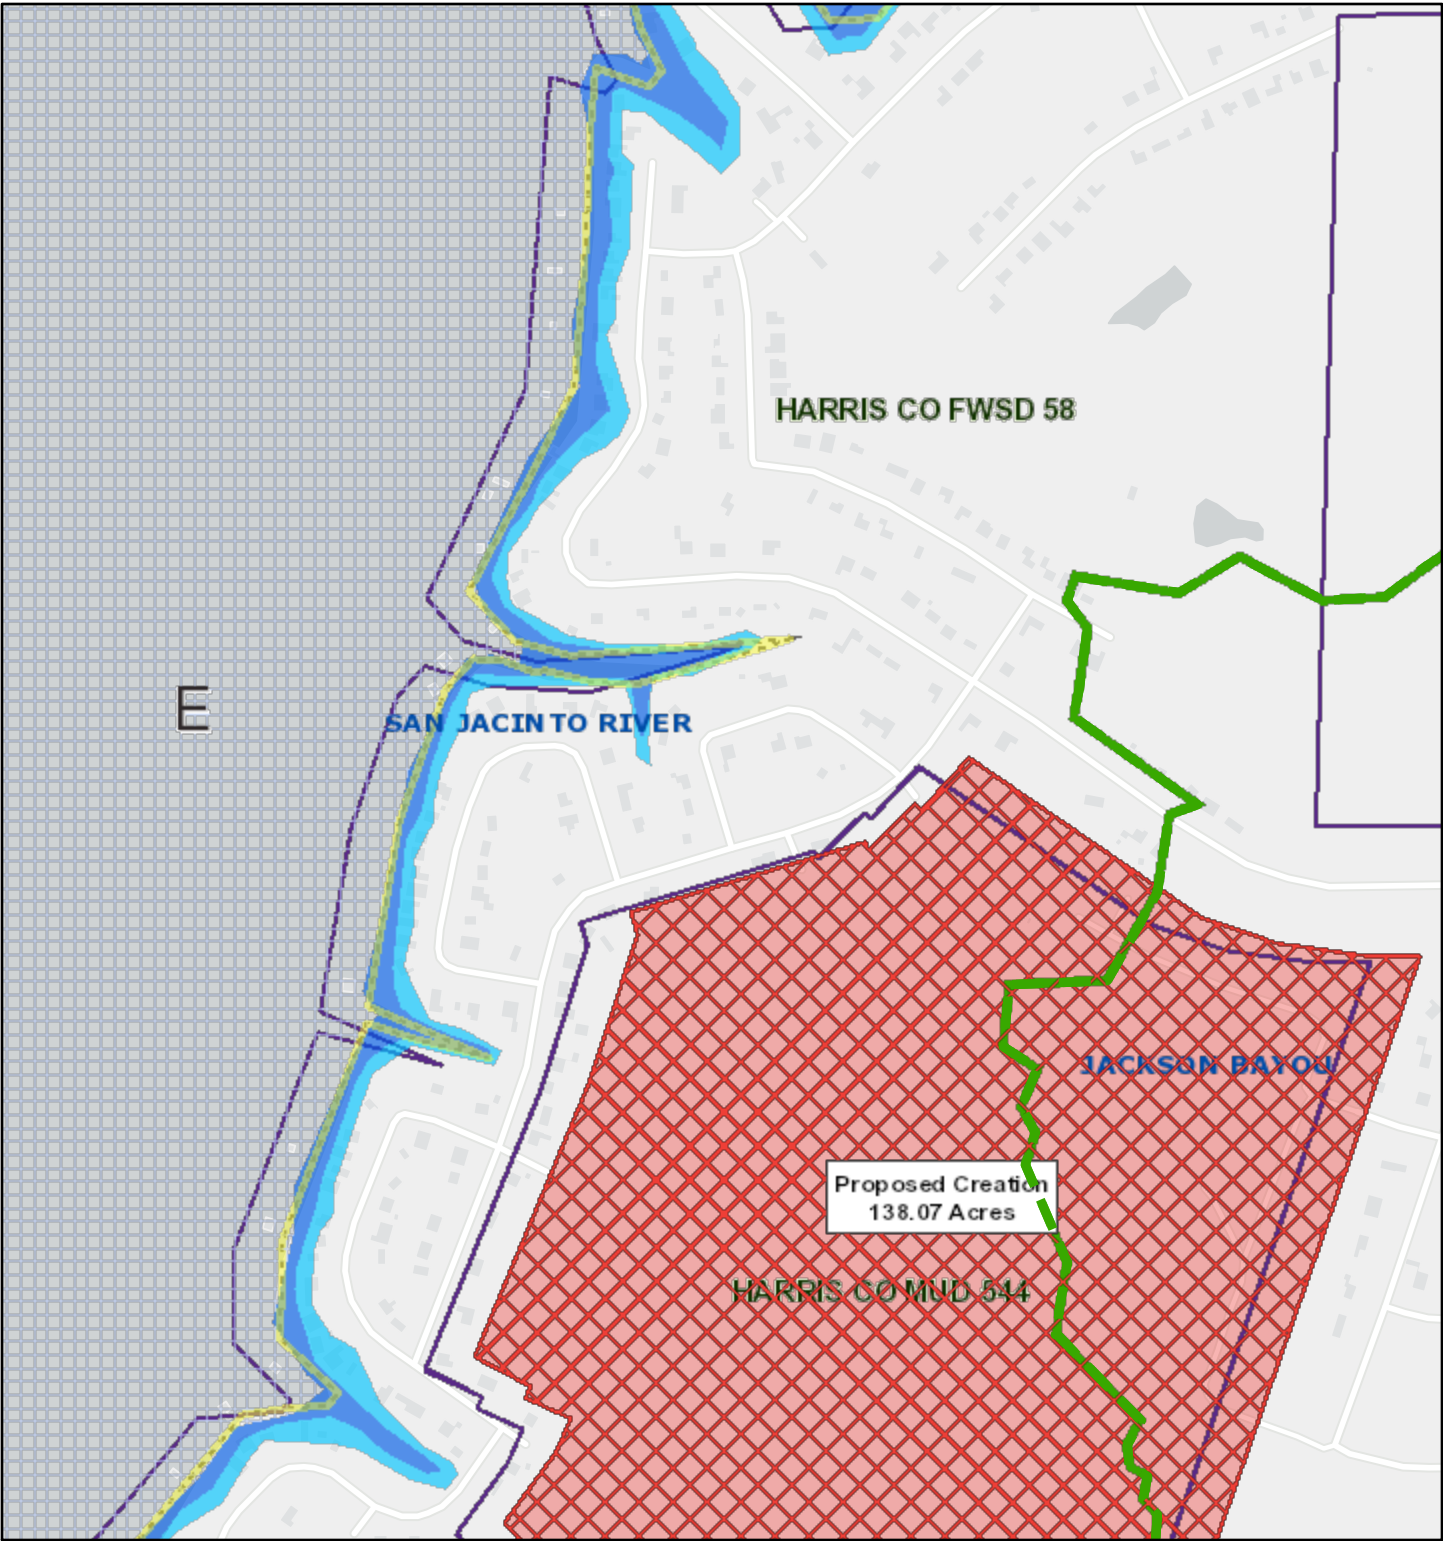 HARRIS CO FWSD 58
E
SAN JACINTO RIVER
JACKSON BAYOU
Proposed Creation
138.07 Acres
HARRIS CO MUD 544